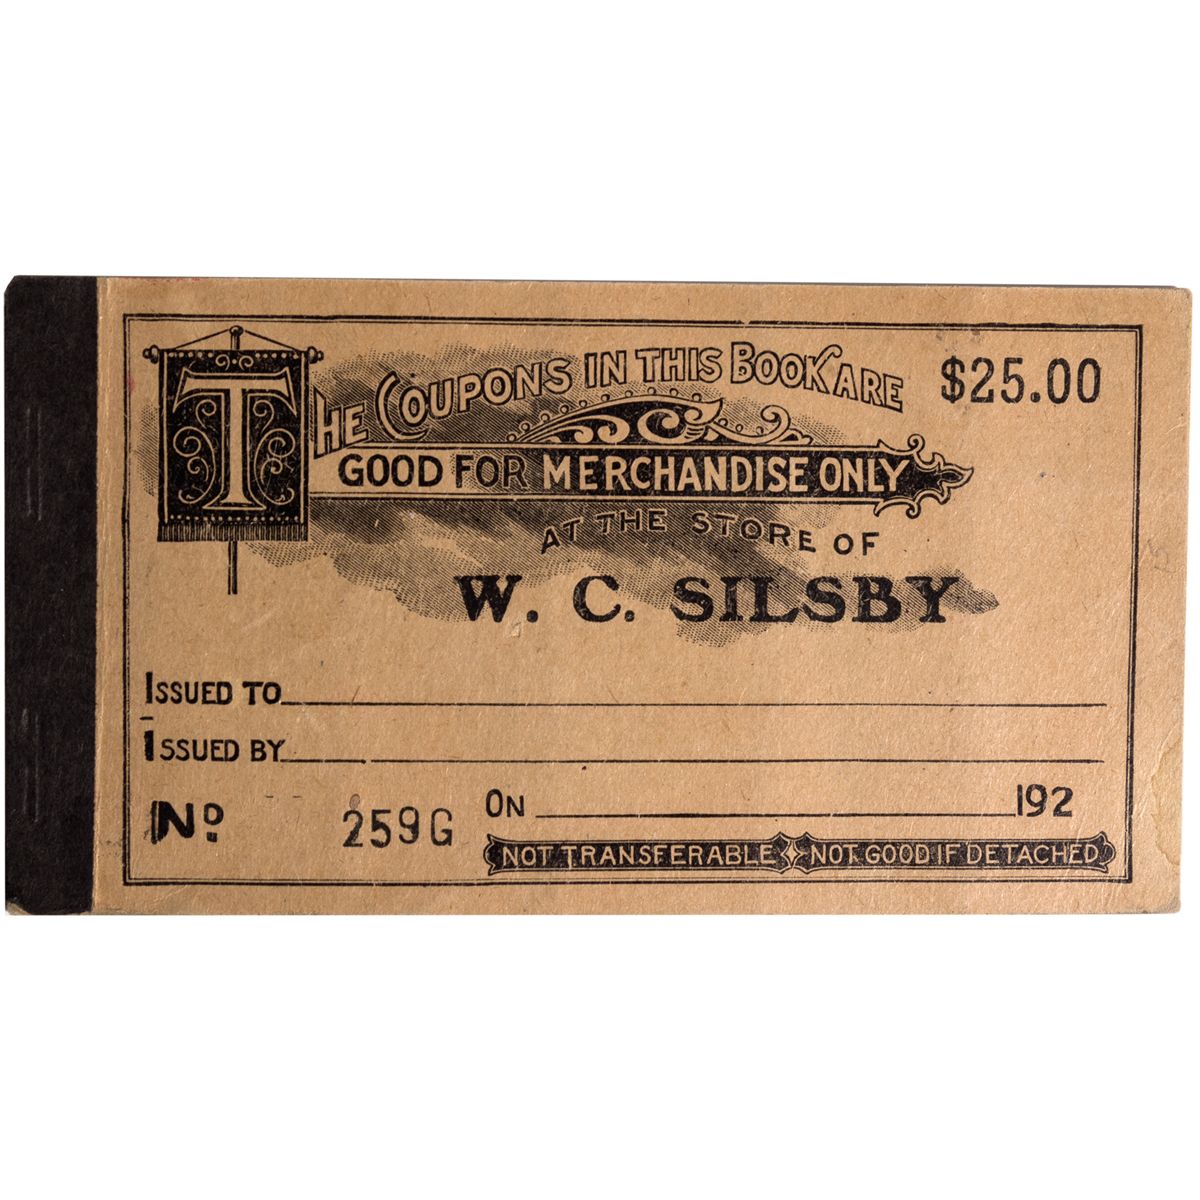 THE COUPONS IN THIS BOOK ARE
$25.00
GOOD FOR MERCHANDISE ONLY
AT THE STORE OF
W. C. SILSBY
ISSUED TO
ISSUED BY
No. 259G
ON 192
NOT TRANSFERABLE NOT GOOD IF DETACHED